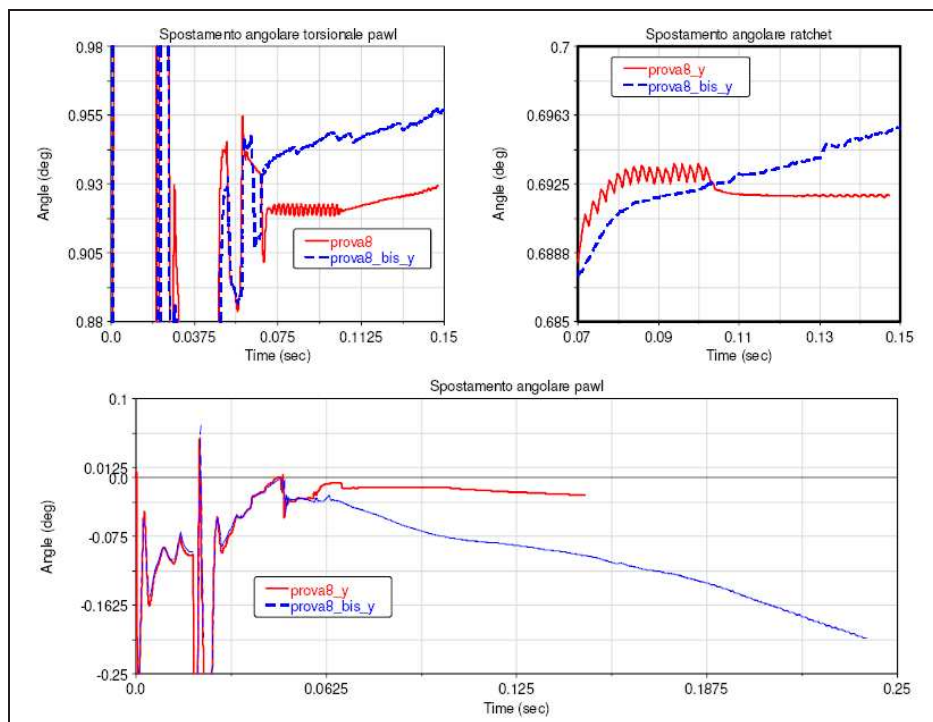 Spostamento angolare torsionale pawl
0.98
0.955
0.93
0.905
0.88
Angle (deg)
prova8
prova8_bis_y
0.0
0.0375
0.075
0.1125
0.15
Time (sec)
Spostamento angolare ratchet
0.7
0.6963
0.6925
0.6888
0.685
Angle (deg)
prova8_y
prova8_bis_y
0.07
0.09
0.11
0.13
0.15
Time (sec)
Spostamento angolare pawl
0.1
0.0125
0.0
-0.075
-0.1625
-0.25
Angle (deg)
prova8_y
prova8_bis_y
0.0
0.0625
0.125
0.1875
0.25
Time (sec)